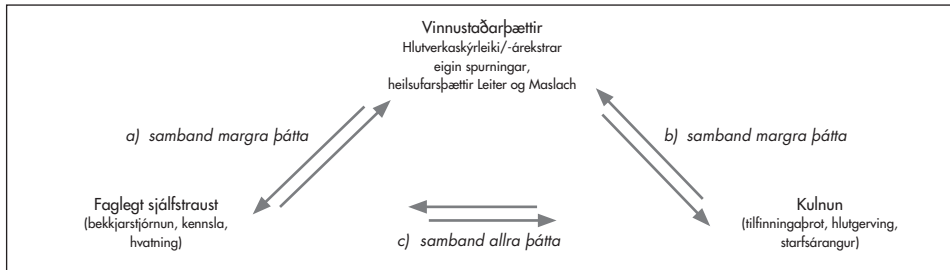 Vinnustaðarþættir
Hlutverkaskýrleiki/-árekstrar
eigin spurningar,
heilsufarsþættir Leiter og Maslach
a) samband margra þátta
b) samband margra þátta
Faglegt sjálfstraust
(bekkjarstjórnun, kennsla,
hvatning)
Kulnun
(tilfinningaþrot, hlutgerving,
starfsárangur)
c) samband allra þátta